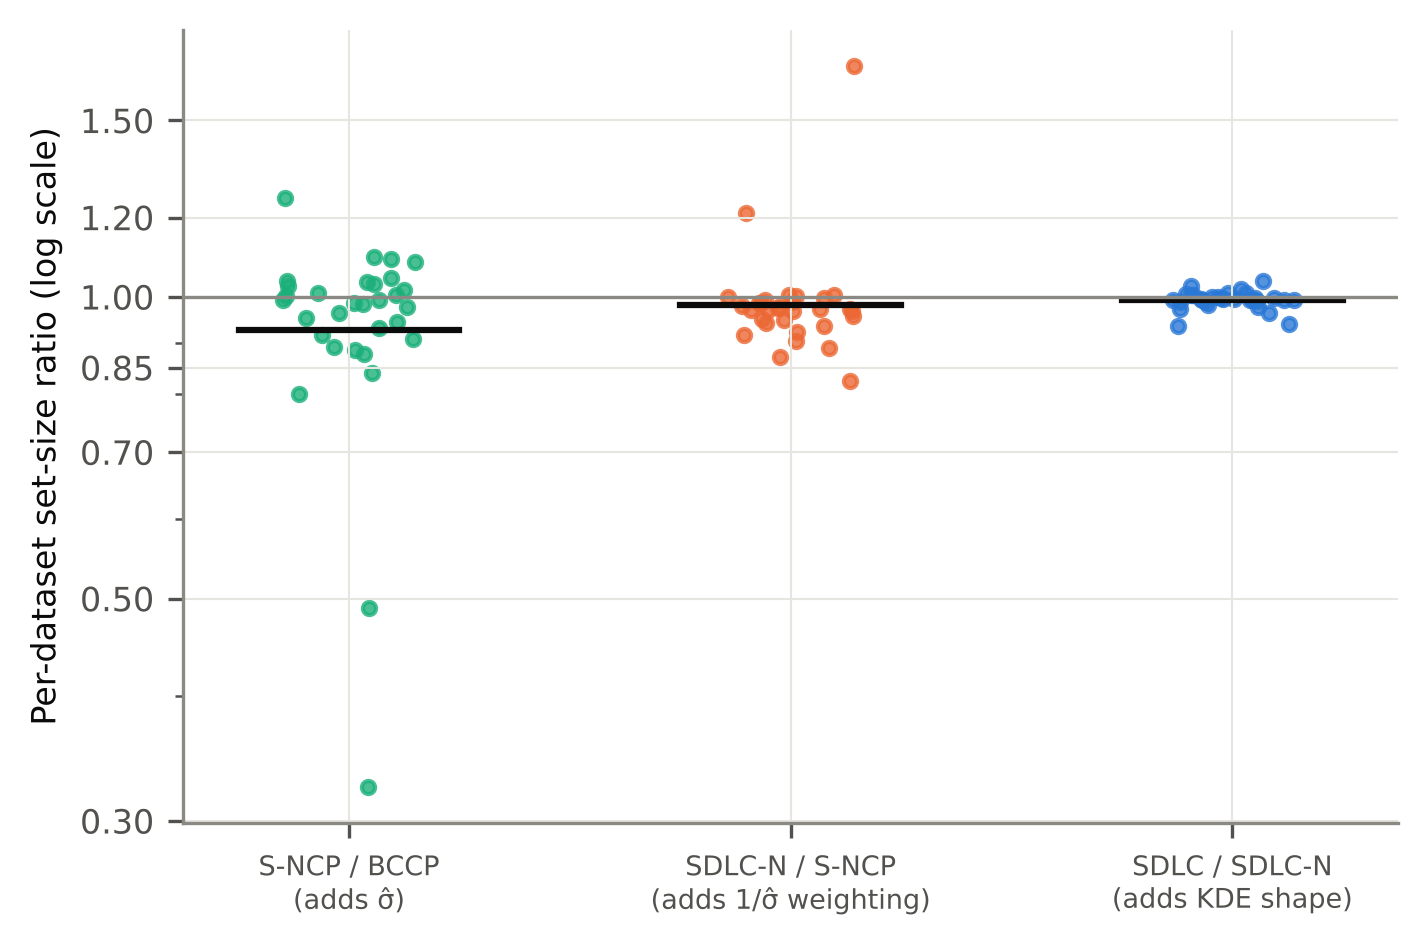 Per-dataset set-size ratio (log scale)
1.50
1.20
1.00
0.85
0.70
0.50
0.30
S-NCP / BCCP
(adds σ̂)
SDLC-N / S-NCP
(adds 1/σ̂ weighting)
SDLC / SDLC-N
(adds KDE shape)